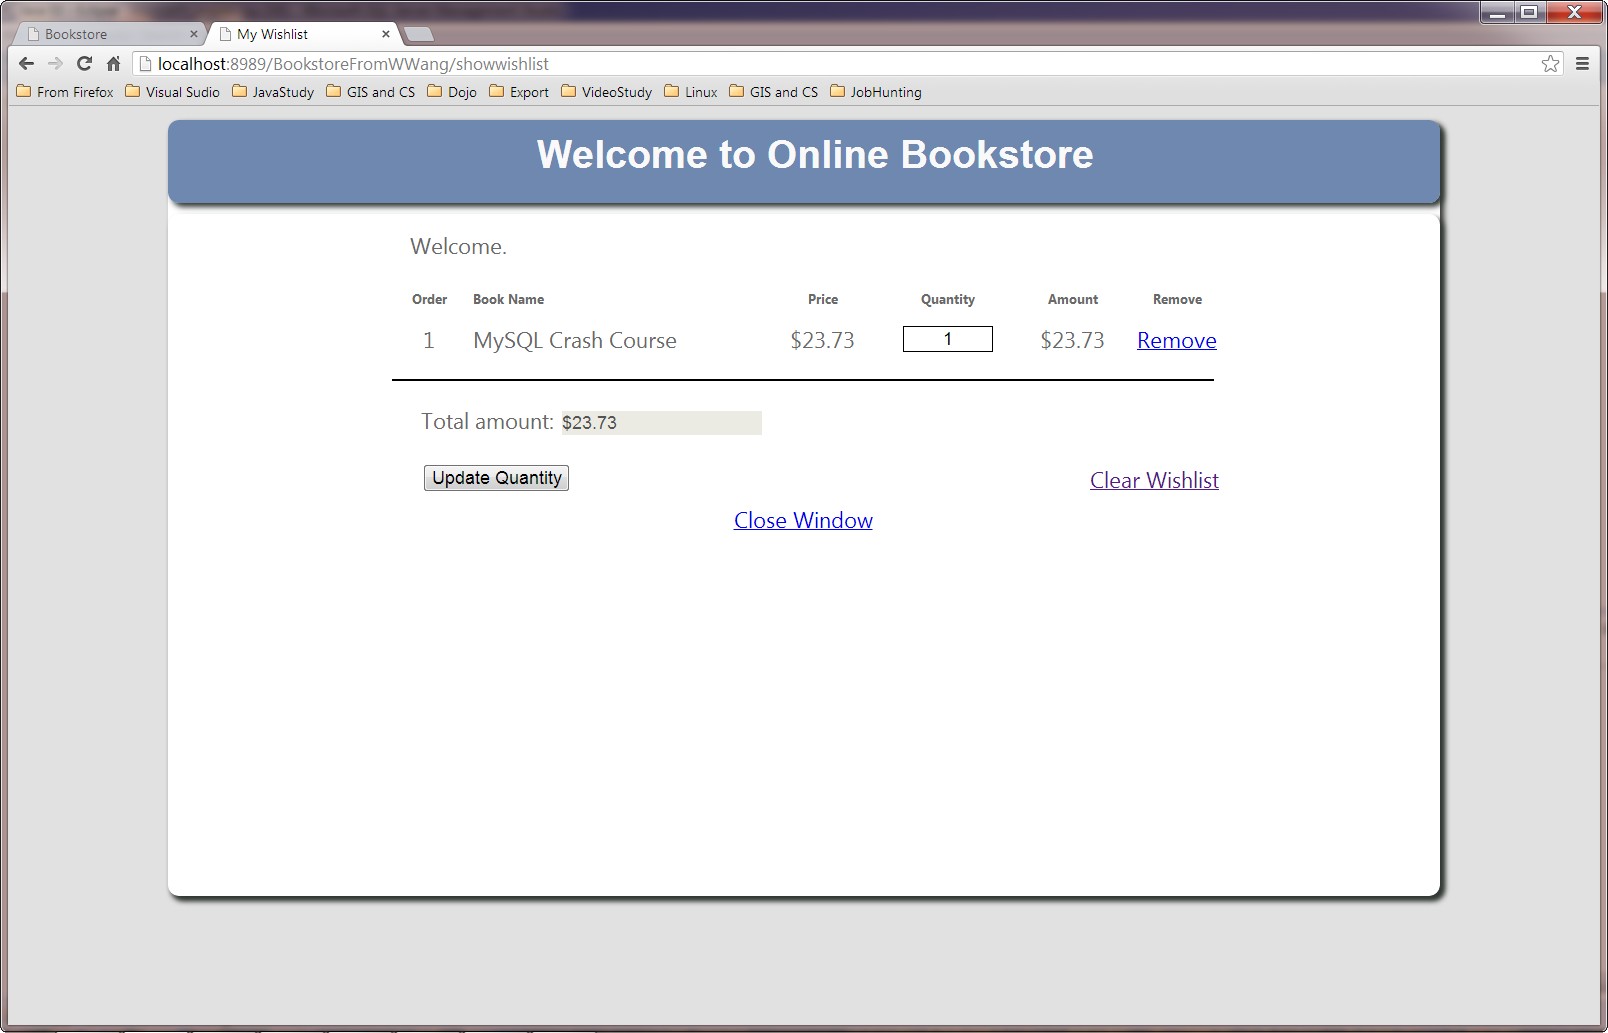 Bookstore My Wishlist
localhost:8989/BookstoreFromWWang/showwishlist
From Firefox Visual Sudio JavaStudy GIS and CS Dojo Export VideoStudy Linux GIS and CS JobHunting
Welcome to Online Bookstore
Welcome.
Order Book Name Price Quantity Amount Remove
1 MySQL Crash Course $23.73 1 $23.73 Remove
Total amount: $23.73
Update Quantity Clear Wishlist
Close Window